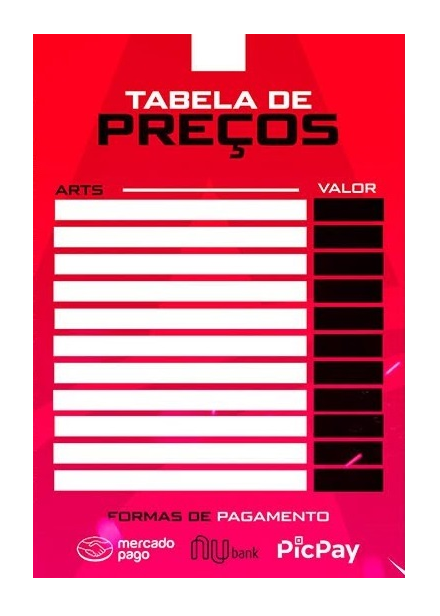 TABELA DE
PREÇOS
ARTS VALOR
FORMAS DE PAGAMENTO
mercado
pago
NU bank
PicPay